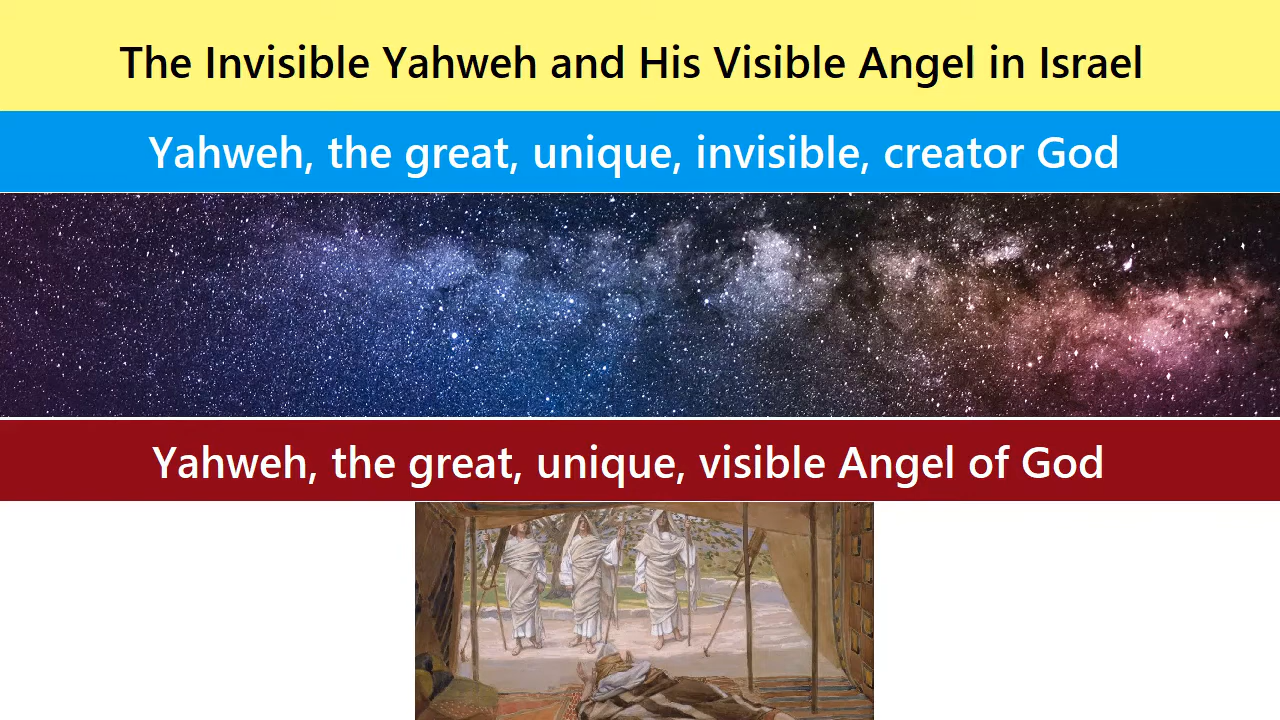 The Invisible Yahweh and His Visible Angel in Israel
Yahweh, the great, unique, invisible, creator God
Yahweh, the great, unique, visible Angel of God